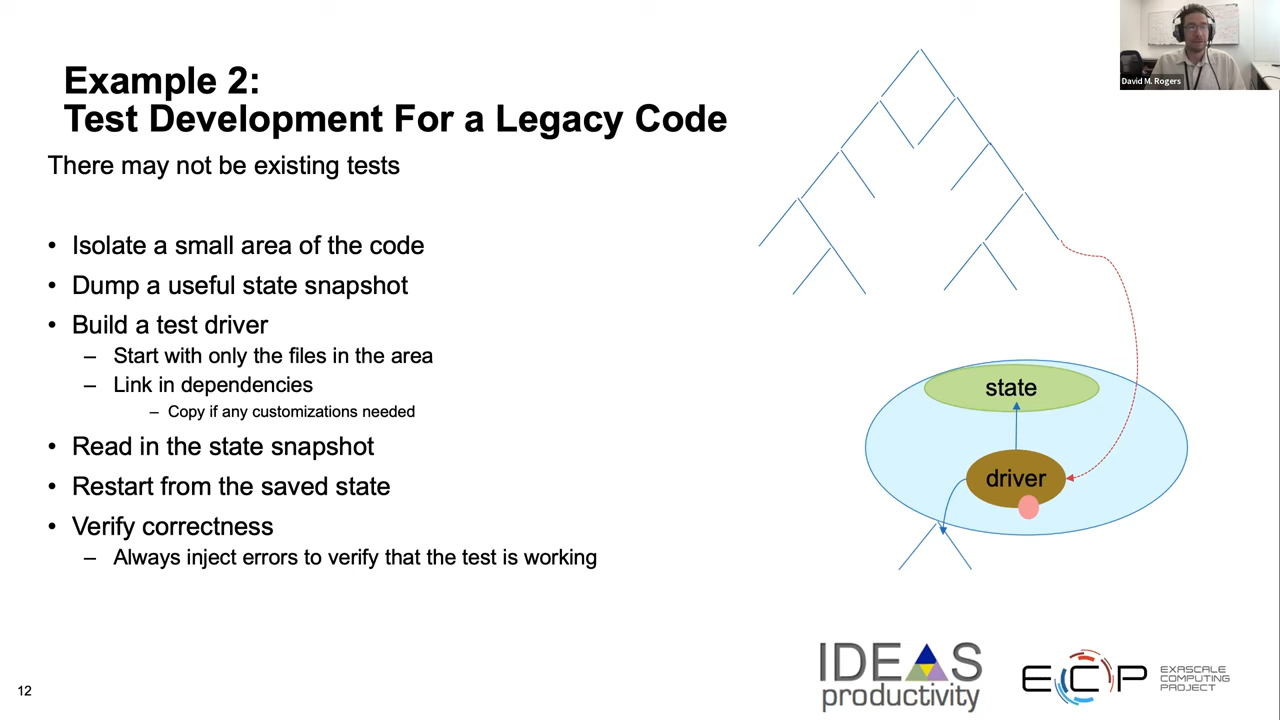 David M. Rogers
Example 2:
Test Development For a Legacy Code
There may not be existing tests
• Isolate a small area of the code
• Dump a useful state snapshot
• Build a test driver
– Start with only the files in the area
– Link in dependencies
– Copy if any customizations needed
• Read in the state snapshot
• Restart from the saved state
• Verify correctness
– Always inject errors to verify that the test is working
state
driver
12
IDEAS
productivity
ECP
EXASCALE
COMPUTING
PROJECT